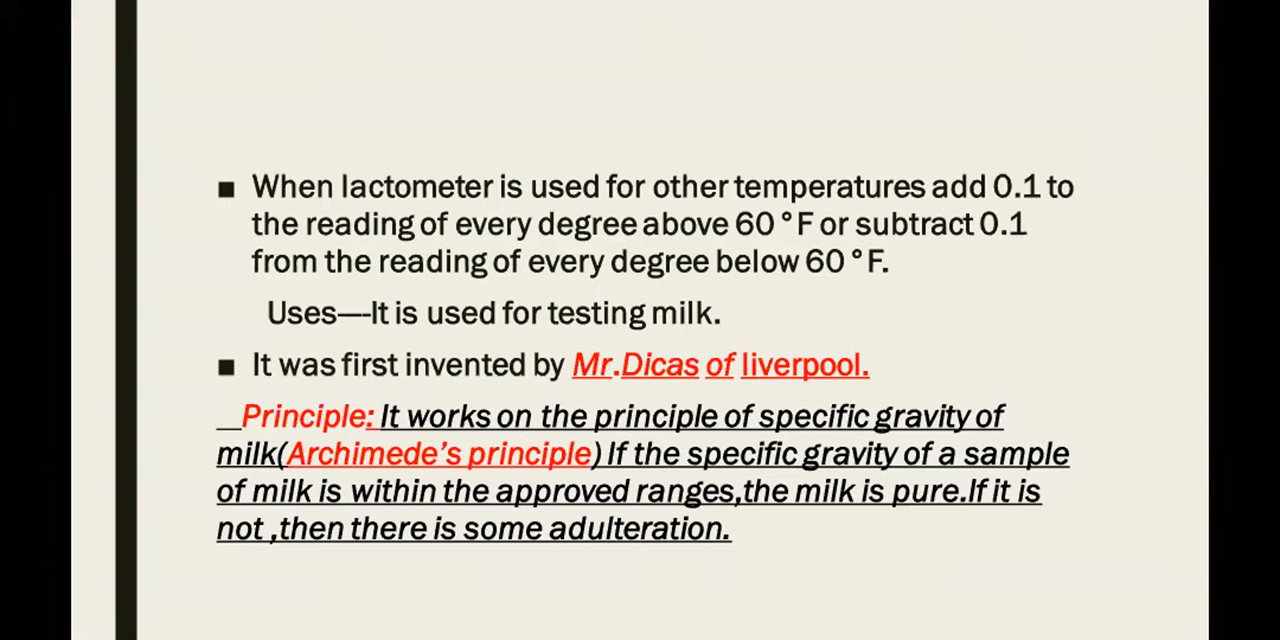 ■ When lactometer is used for other temperatures add 0.1 to
the reading of every degree above 60°F or subtract 0.1
from the reading of every degree below 60°F.
Uses—-It is used for testing milk.
■ It was first invented by Mr.Dicas of liverpool.
__Principle: It works on the principle of specific gravity of
milk(Archimede's principle) If the specific gravity of a sample
of milk is within the approved ranges,the milk is pure.If it is
not ,then there is some adulteration.